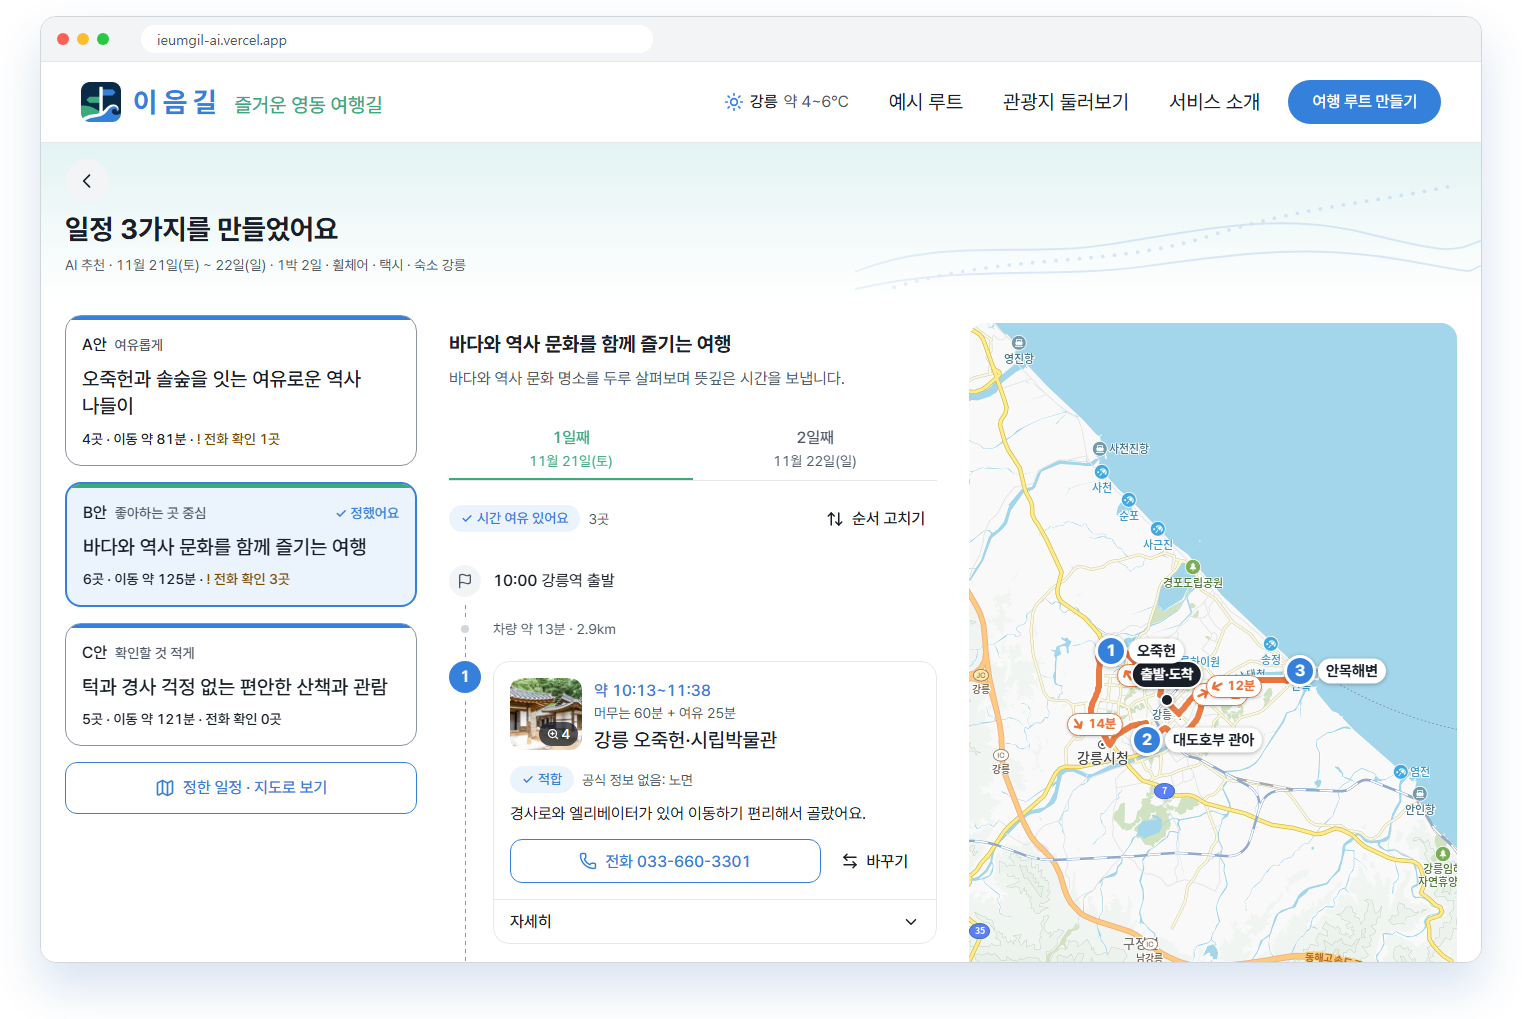 ieumgil-ai.vercel.app
이음길 즐거운 영동 여행길
강릉 약 4~6°C
예시 루트
관광지 둘러보기
서비스 소개
여행 루트 만들기
일정 3가지를 만들었어요
AI 추천 · 11월 21일(토) ~ 22일(일) · 1박 2일 · 휠체어 · 택시 · 숙소 강릉
A안 여유롭게
오죽헌과 솔숲을 잇는 여유로운 역사
나들이
4곳 · 이동 약 81분 · ! 전화 확인 1곳
B안 좋아하는 곳 중심
정했어요
바다와 역사 문화를 함께 즐기는 여행
6곳 · 이동 약 125분 · ! 전화 확인 3곳
C안 확인할 것 적게
턱과 경사 걱정 없는 편안한 산책과 관람
5곳 · 이동 약 121분 · 전화 확인 0곳
정한 일정 · 지도로 보기
바다와 역사 문화를 함께 즐기는 여행
바다와 역사 문화 명소를 두루 살펴보며 뜻깊은 시간을 보냅니다.
1일째
11월 21일(토)
2일째
11월 22일(일)
시간 여유 있어요
3곳
순서 고치기
10:00 강릉역 출발
차량 약 13분 · 2.9km
1
약 10:13~11:38
머무는 60분 + 여유 25분
강릉 오죽헌·시립박물관
4
적합
공식 정보 없음: 노면
경사로와 엘리베이터가 있어 이동하기 편리해서 골랐어요.
전화 033-660-3301
바꾸기
자세히
영진항
사천진항
사천
순포
사근진
경포도립공원
1
오죽헌
출발·도착
송정
3
안목해변
12분
JC
강릉
14분
강릉
2
대도호부 관아
강릉시청
IC
강릉
7
염전
안인항
강릉임해
자연휴양
35
IC
남강릉